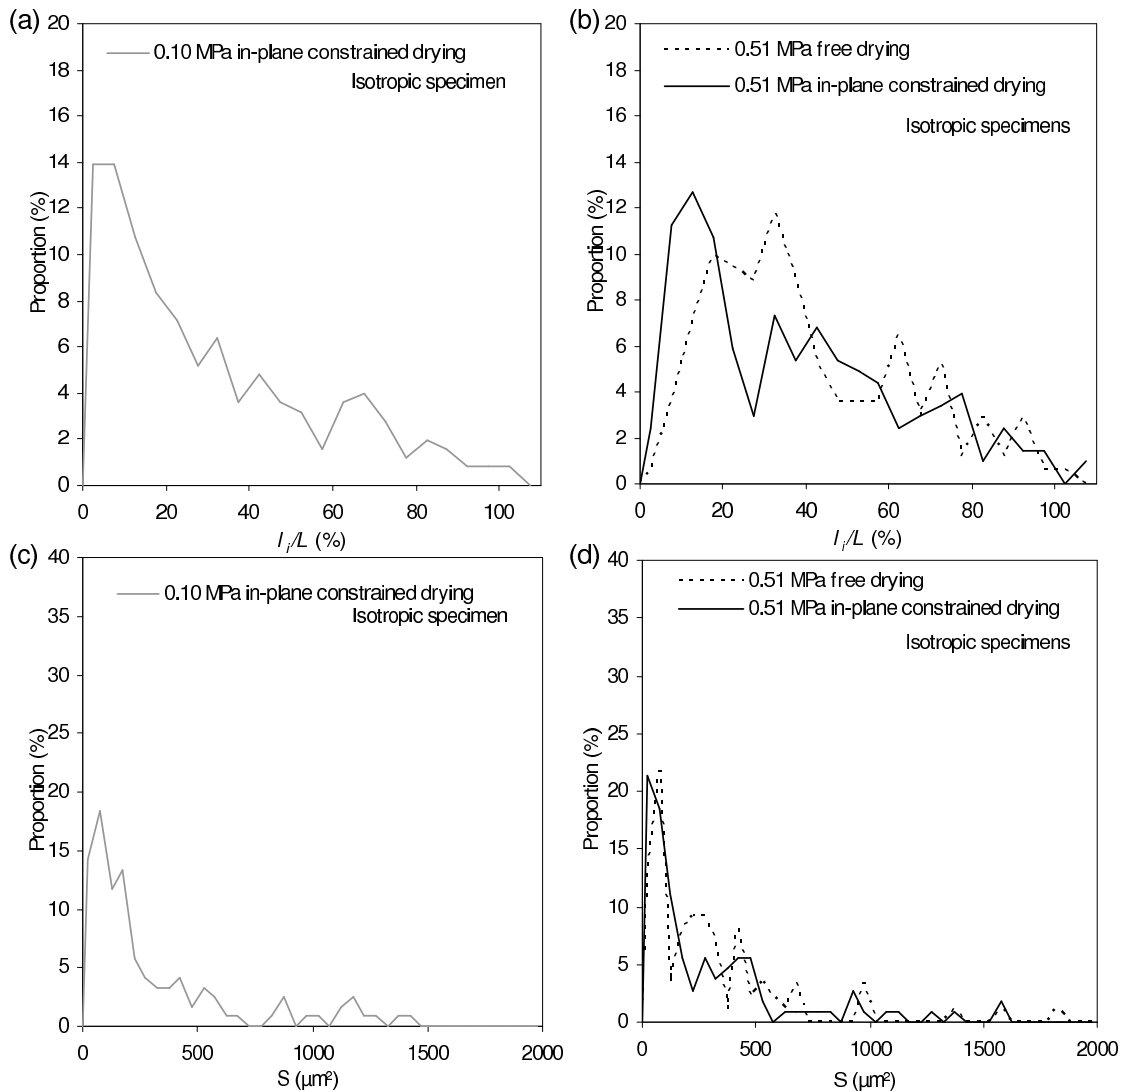 (a)
20
18
16
14
12
10
8
6
4
2
0
Proportion (%)
0.10 MPa in-plane constrained drying
Isotropic specimen
0 20 40 60 80 100
l i /L (%)
(b)
20
18
16
14
12
10
8
6
4
2
0
Proportion (%)
0.51 MPa free drying
0.51 MPa in-plane constrained drying
Isotropic specimens
0 20 40 60 80 100
l i /L (%)
(c)
40
35
30
25
20
15
10
5
0
Proportion (%)
0.10 MPa in-plane constrained drying
Isotropic specimen
0 500 1000 1500 2000
S (µm²)
(d)
40
35
30
25
20
15
10
5
0
Proportion (%)
0.51 MPa free drying
0.51 MPa in-plane constrained drying
Isotropic specimens
0 500 1000 1500 2000
S (µm²)